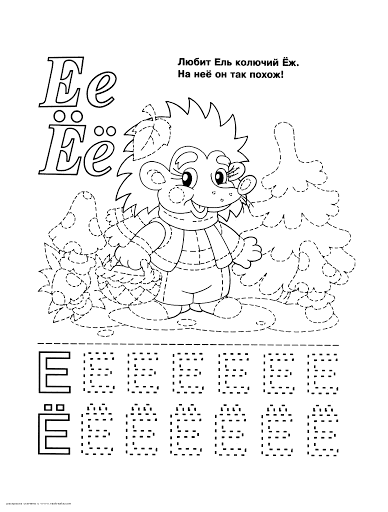 Ее
Ёё
Любит Ель колючий Ёж.
На неё он так похож!
Е Е Е Е Е Е Е
Ё Ё Ё Ё Ё Ё Ё